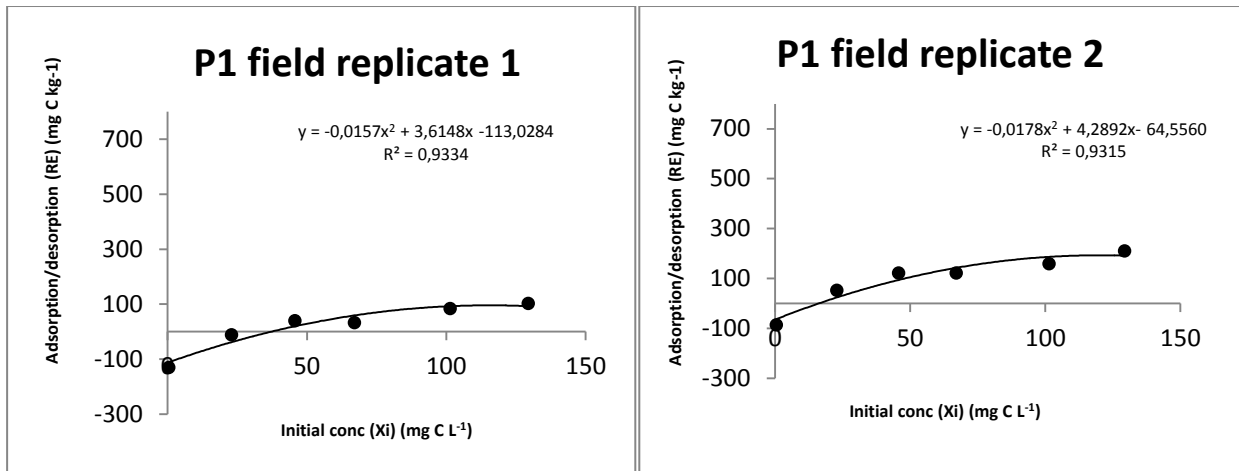 P1 field replicate 1
y = -0,0157x² + 3,6148x -113,0284
R² = 0,9334
Adsorption/desorption (RE) (mg C kg-1)
700
500
300
100
-100
-300
0
50
100
150
Initial conc (Xi) (mg C L⁻¹)
P1 field replicate 2
y = -0,0178x² + 4,2892x- 64,5560
R² = 0,9315
Adsorption/desorption (RE) (mg C kg-1)
700
500
300
100
-100
-300
0
50
100
150
Initial conc (Xi) (mg C L⁻¹)